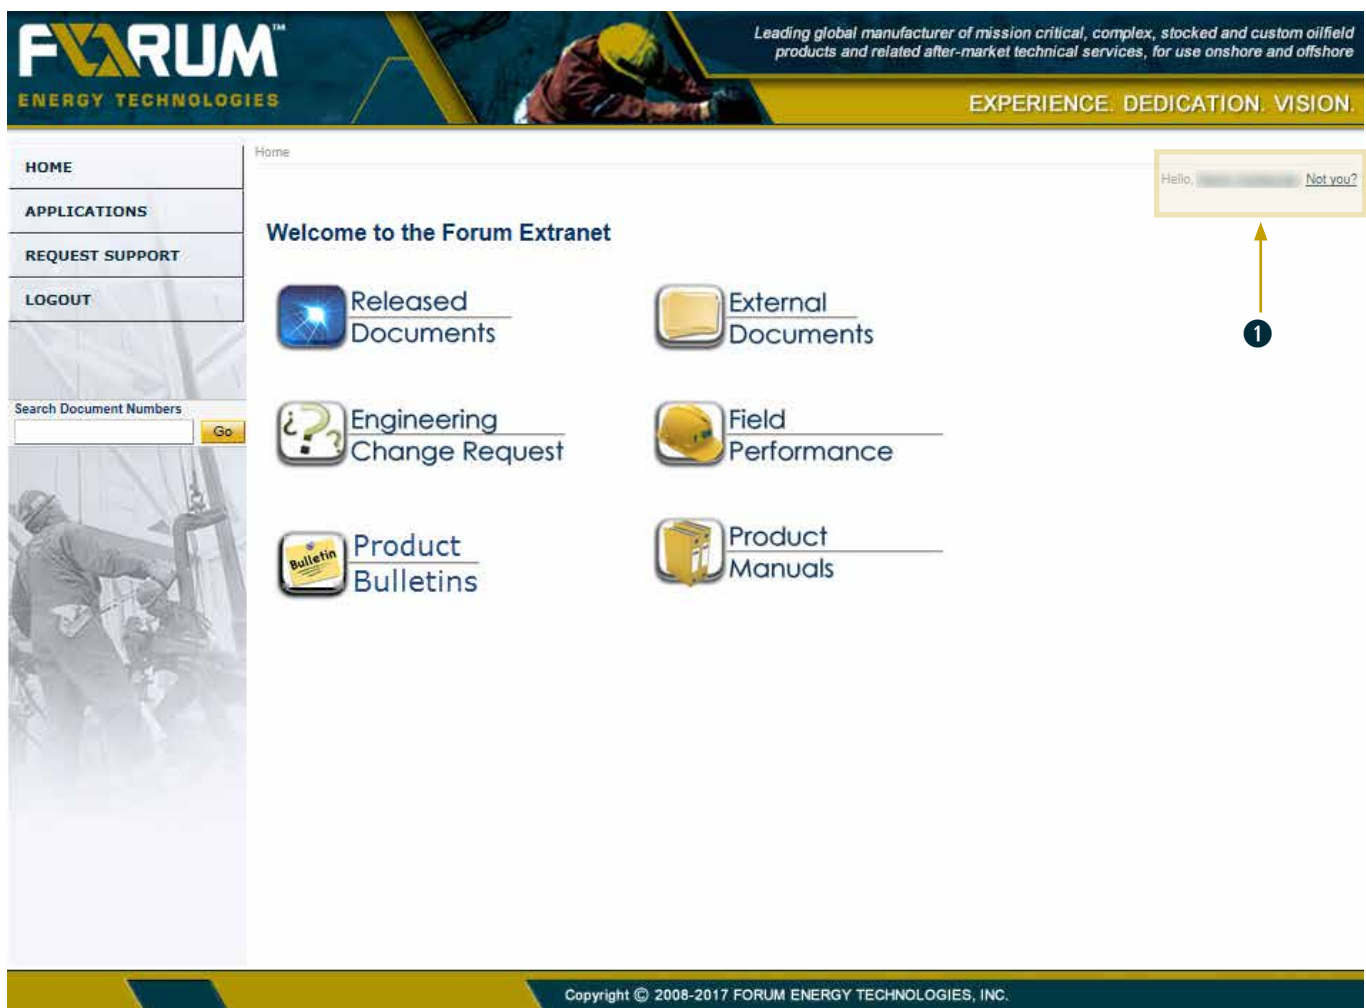 FORUM™
ENERGY TECHNOLOGIES
Leading global manufacturer of mission critical, complex, stocked and custom oilfield
products and related after-market technical services, for use onshore and offshore
EXPERIENCE. DEDICATION. VISION.
HOME
APPLICATIONS
REQUEST SUPPORT
LOGOUT
Search Document Numbers
Go
Home
Hello, Not you?
1
Welcome to the Forum Extranet
Released
Documents
External
Documents
Engineering
Change Request
Field
Performance
Bulletin
Product
Bulletins
Product
Manuals
Copyright © 2008-2017 FORUM ENERGY TECHNOLOGIES, INC.